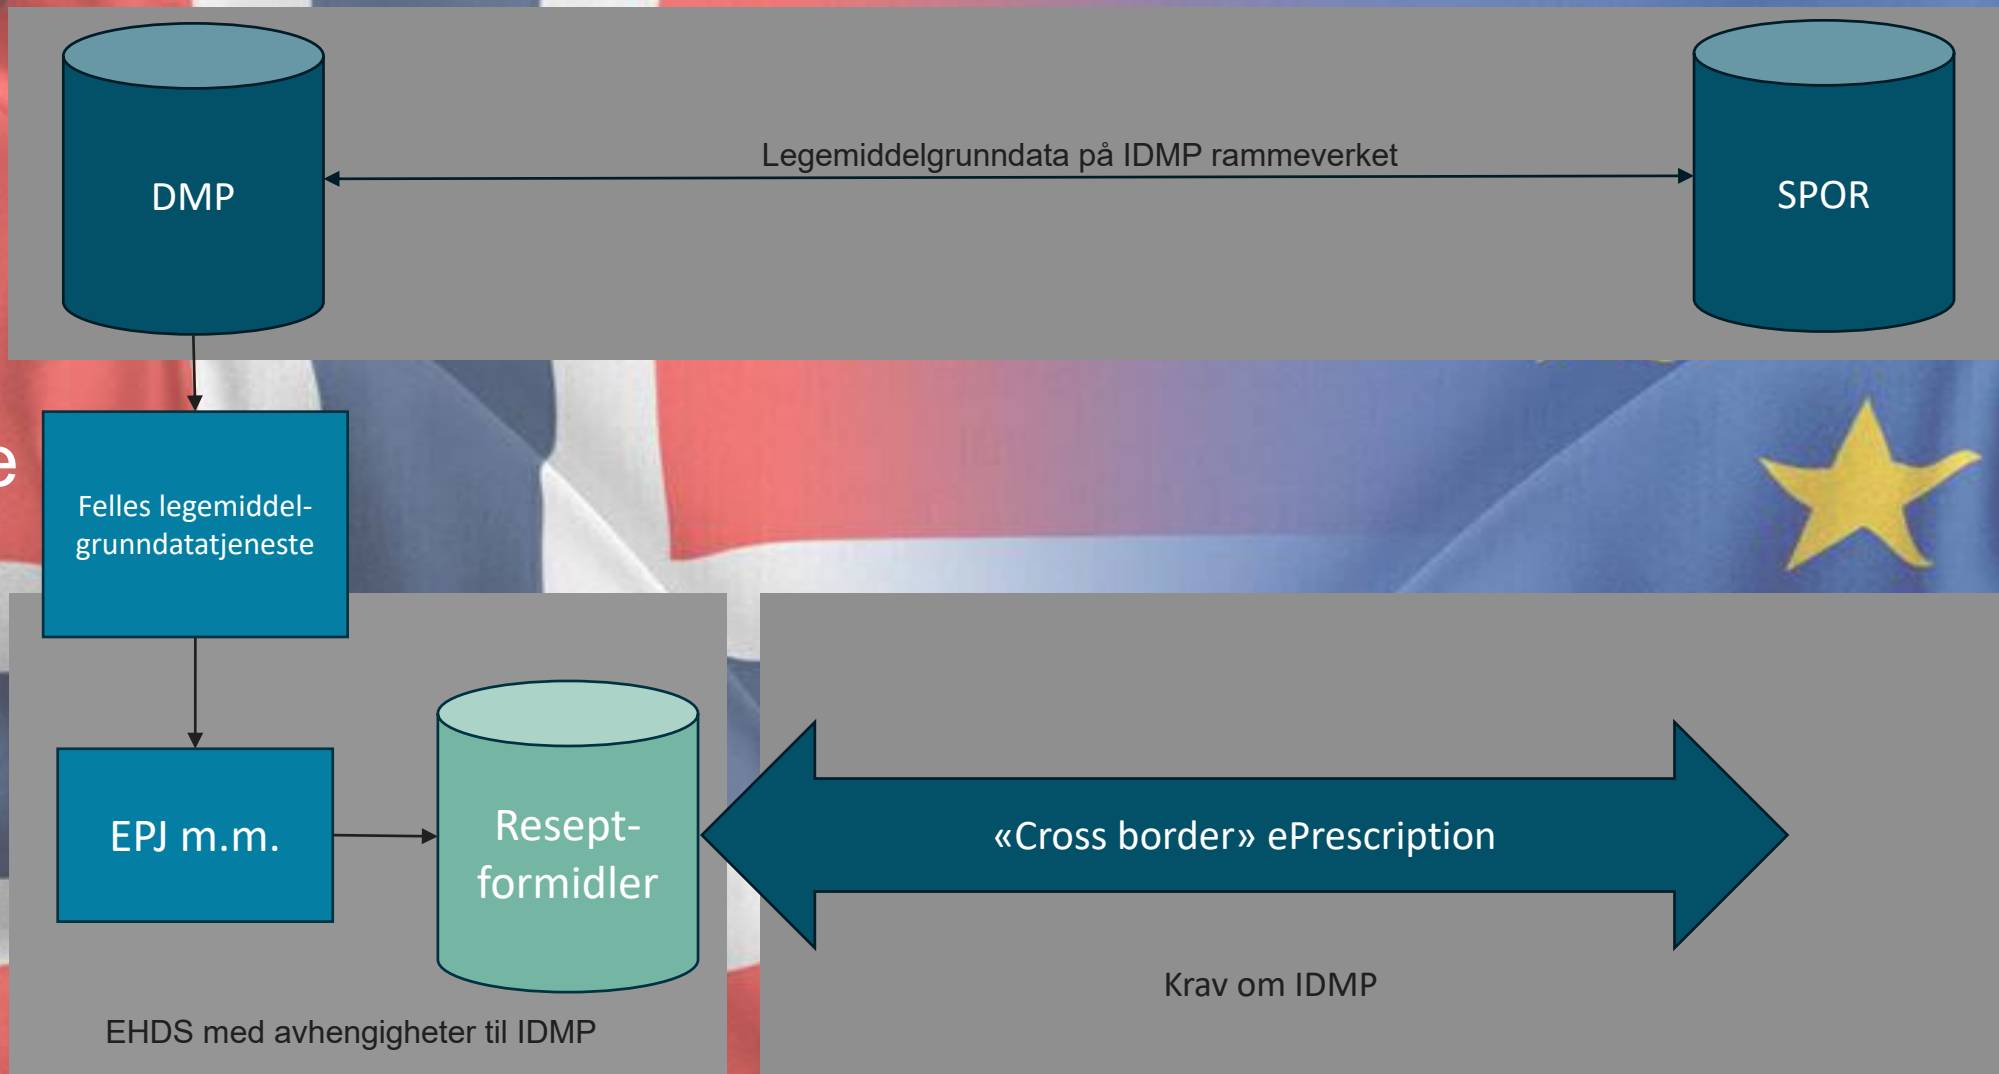 Legemiddelgrunndata på IDMP rammeverket
DMP
SPOR
e
Felles legemiddel-
grunndatatjeneste
EPJ m.m.
Resept-
formidler
«Cross border» ePrescription
Krav om IDMP
EHDS med avhengigheter til IDMP